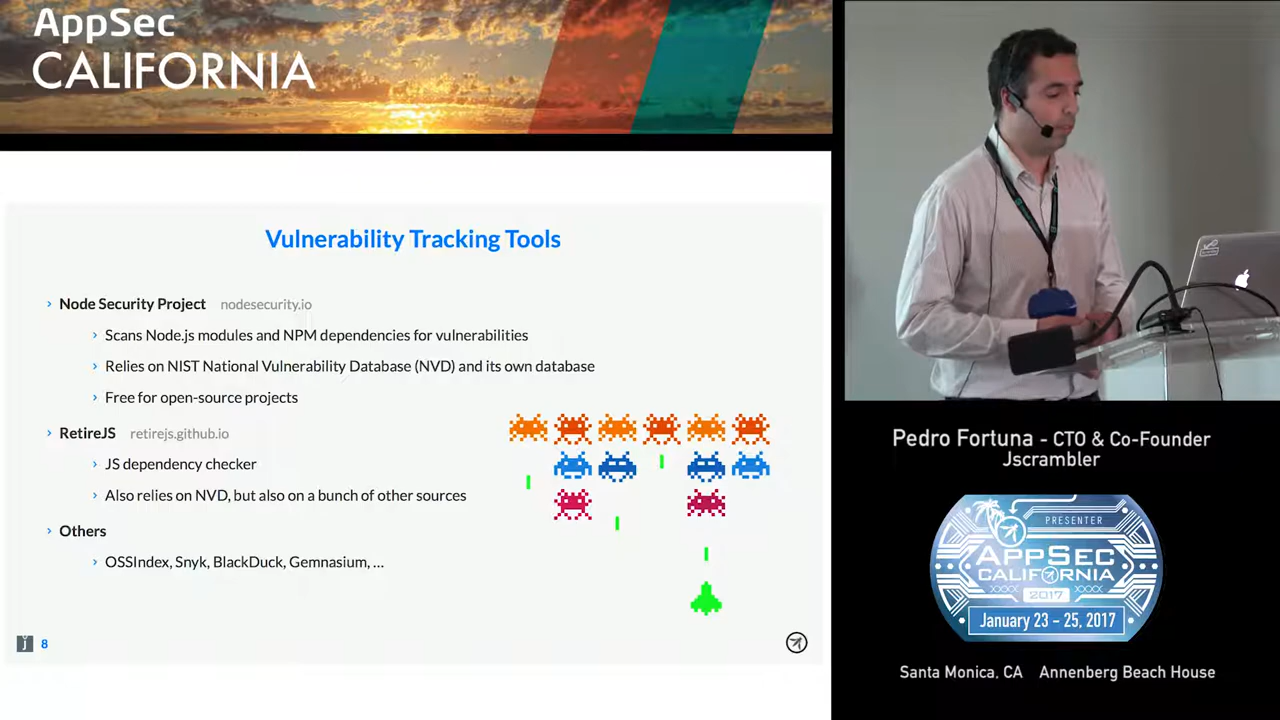 AppSec
CALIFORNIA
Vulnerability Tracking Tools
› Node Security Project nodesecurity.io
› Scans Node.js modules and NPM dependencies for vulnerabilities
› Relies on NIST National Vulnerability Database (NVD) and its own database
› Free for open-source projects
› RetireJS retirejs.github.io
› JS dependency checker
› Also relies on NVD, but also on a bunch of other sources
› Others
› OSSIndex, Snyk, BlackDuck, Gemnasium, ...
j 8
Pedro Fortuna - CTO & Co-Founder
Jscrambler
PRESENTER
APPSEC
CALIFORNIA
2017
January 23 - 25, 2017
Santa Monica, CA Annenberg Beach House